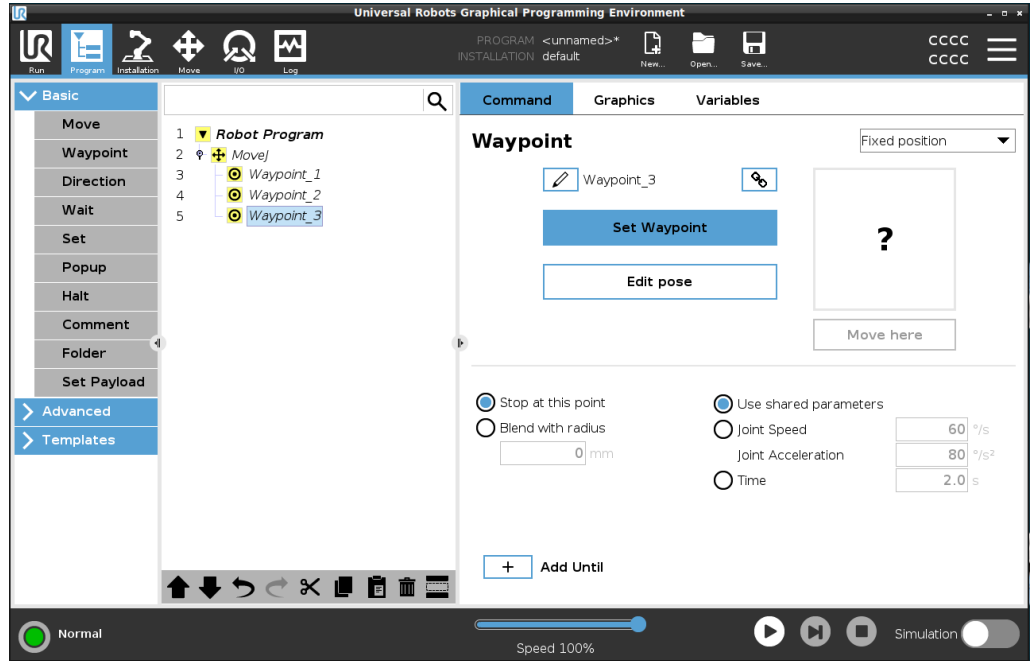 Universal Robots Graphical Programming Environment
UR
Run
Program
Installation
Move
I/O
Log
PROGRAM <unnamed>*
INSTALLATION default
New...
Open...
Save...
CCCC
CCCC
Basic
Move
Waypoint
Direction
Wait
Set
Popup
Halt
Comment
Folder
Set Payload
Advanced
Templates
1 Robot Program
2 MoveJ
3 Waypoint_1
4 Waypoint_2
5 Waypoint_3
Command Graphics Variables
Waypoint
Fixed position
Waypoint_3
Set Waypoint
Edit pose
?
Move here
Stop at this point
Blend with radius
0 mm
Use shared parameters
Joint Speed 60 °/s
Joint Acceleration 80 °/s²
Time 2.0 s
+ Add Until
Normal
Speed 100%
Simulation